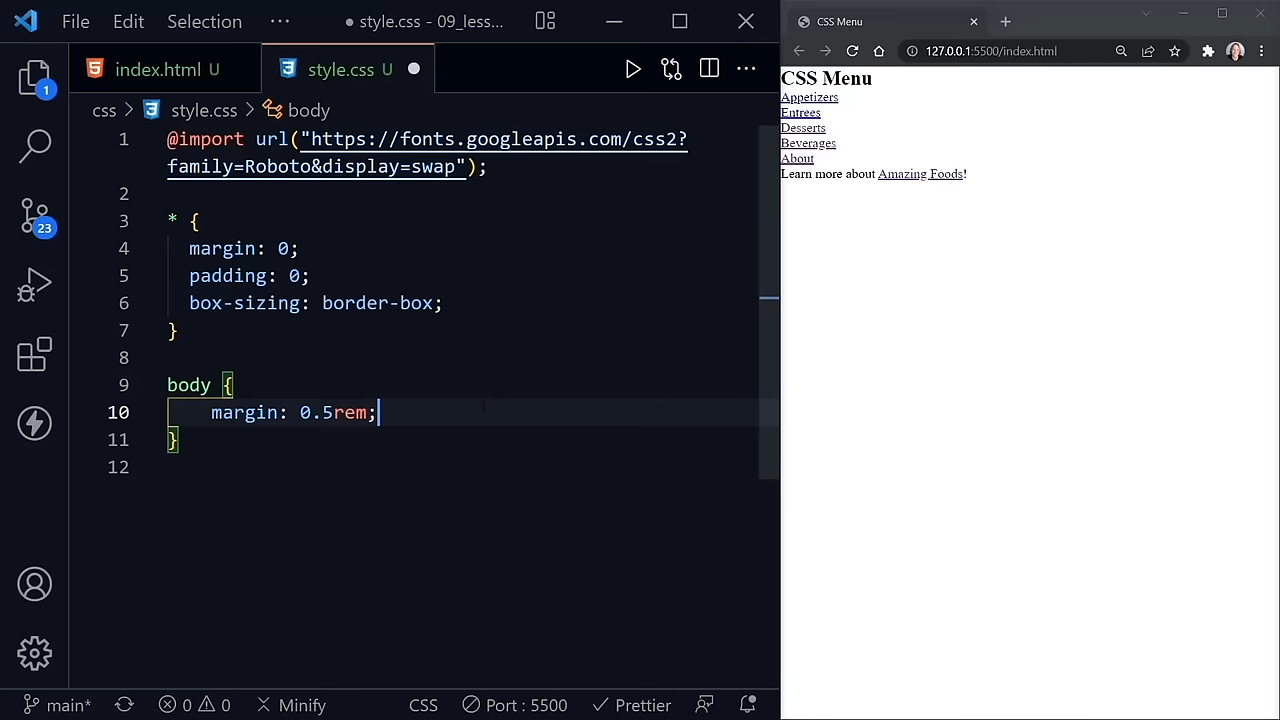 File Edit Selection ··· ● style.css - 09_less...
index.html U style.css U ●
css > style.css > body
1 @import url("https://fonts.googleapis.com/css2?
family=Roboto&display=swap");
2
3 * {
4 margin: 0;
5 padding: 0;
6 box-sizing: border-box;
7 }
8
9 body {
10 margin: 0.5rem;
11 }
12
1
23
main* 0 0 Minify CSS Port : 5500 Prettier
CSS Menu
127.0.0.1:5500/index.html
CSS Menu
Appetizers
Entrees
Desserts
Beverages
About
Learn more about Amazing Foods!